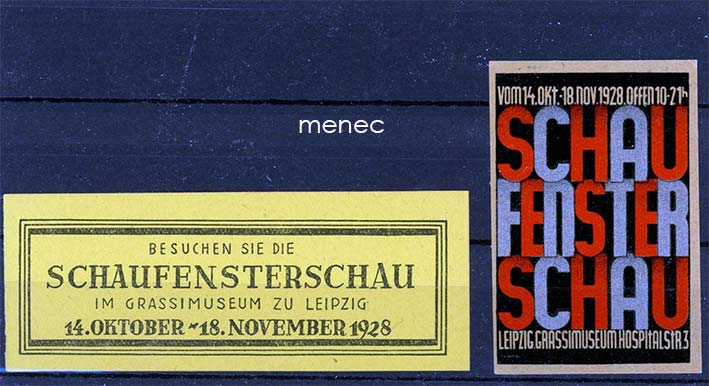 menec
BESUCHEN SIE DIE
SCHAUFENSTERSCHAU
IM GRASSIMUSEUM ZU LEIPZIG
14. OKTOBER ~ 18. NOVEMBER 1928
VOM 14. OKT.-18. NOV. 1928. OFFEN 10-21h
SCHAU
FENSTER
SCHAU
LEIPZIG GRASSIMUSEUM HOSPITALStR. 3